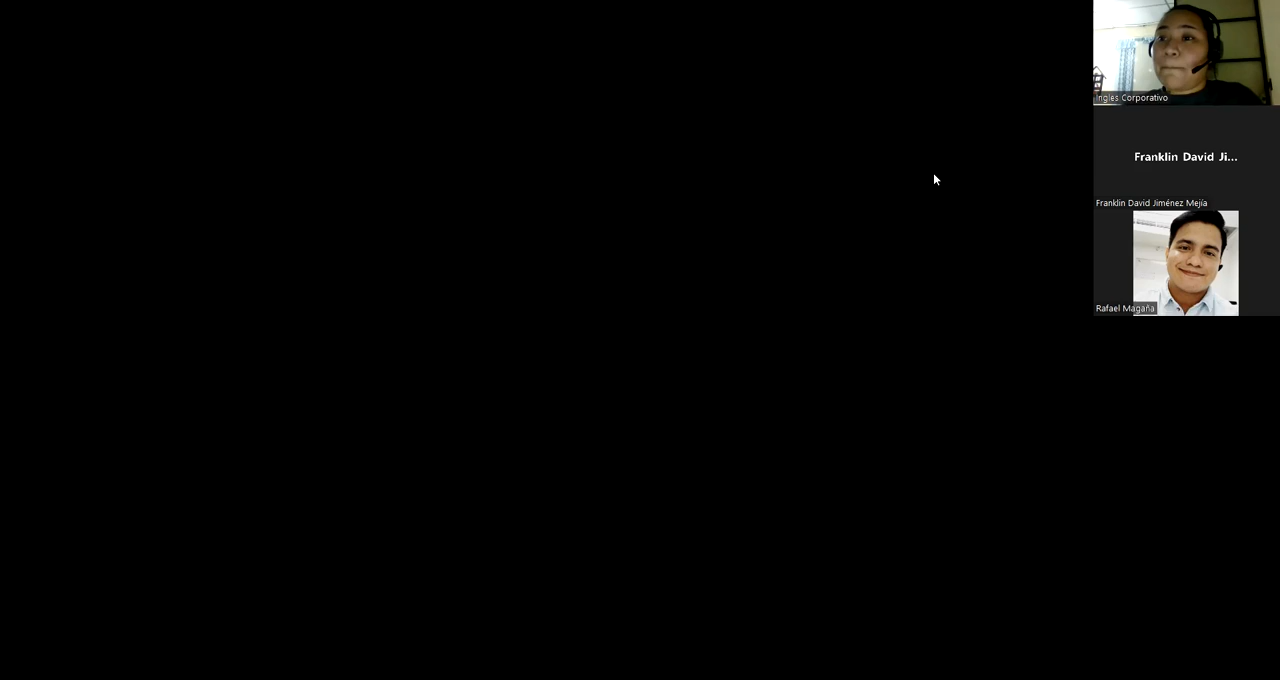 Ingles Corporativo
Franklin David Ji...
Franklin David Jiménez Mejía
Rafael Magaña